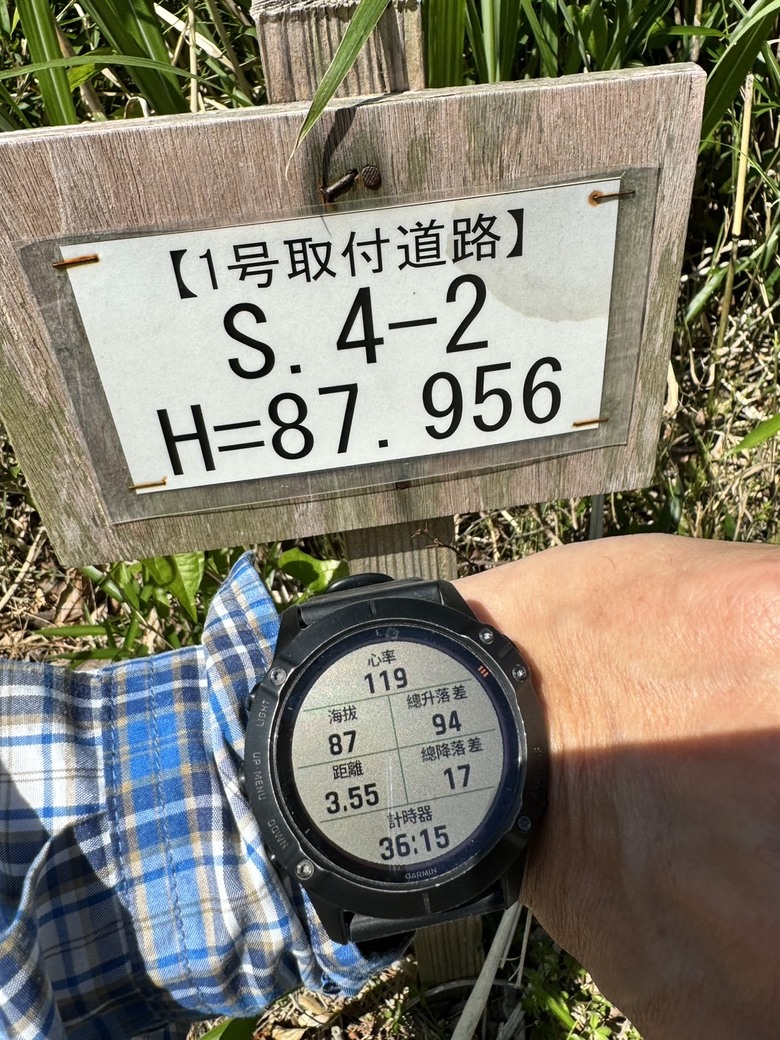 【1号取付道路】
S. 4-2
H=87. 956
心率
119
海拔
總升落差
87
94
距離
總降落差
3.55
17
計時器
36:15
GARMIN
LIGHT
UP·MENU
DOWN